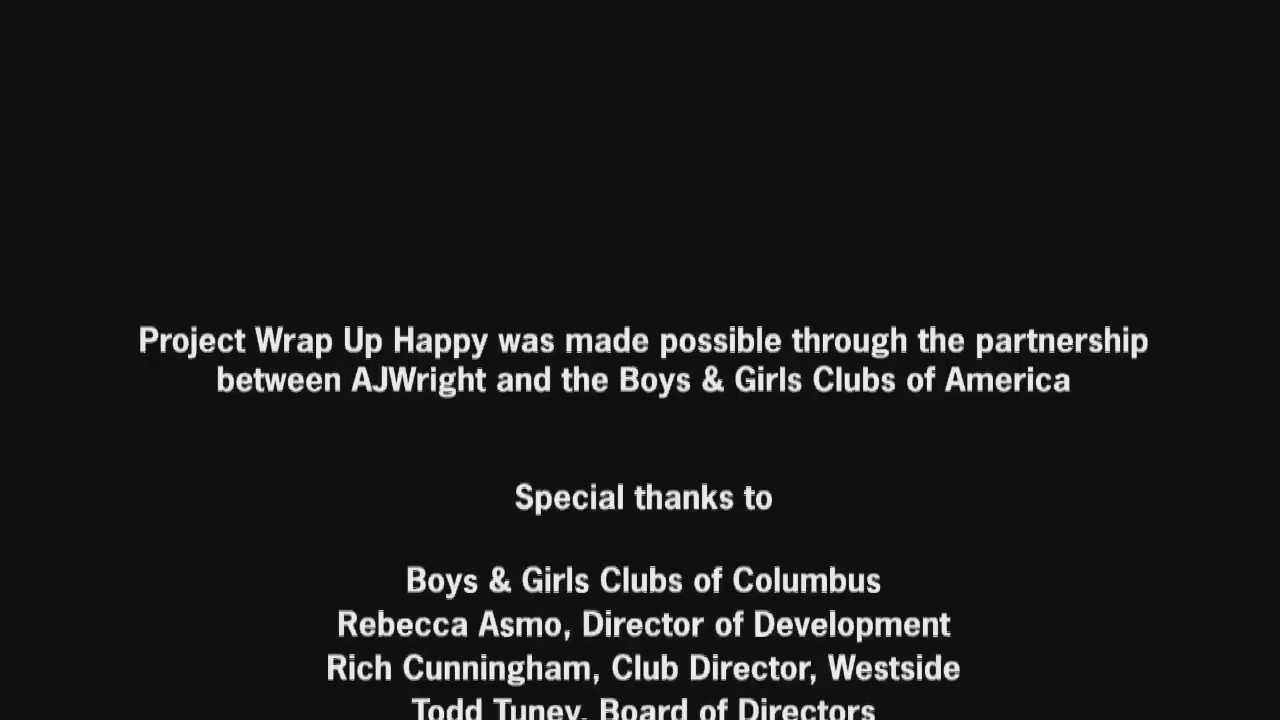 Project Wrap Up Happy was made possible through the partnership
between AJWright and the Boys & Girls Clubs of America
Special thanks to
Boys & Girls Clubs of Columbus
Rebecca Asmo, Director of Development
Rich Cunningham, Club Director, Westside
Todd Tuney, Board of Directors